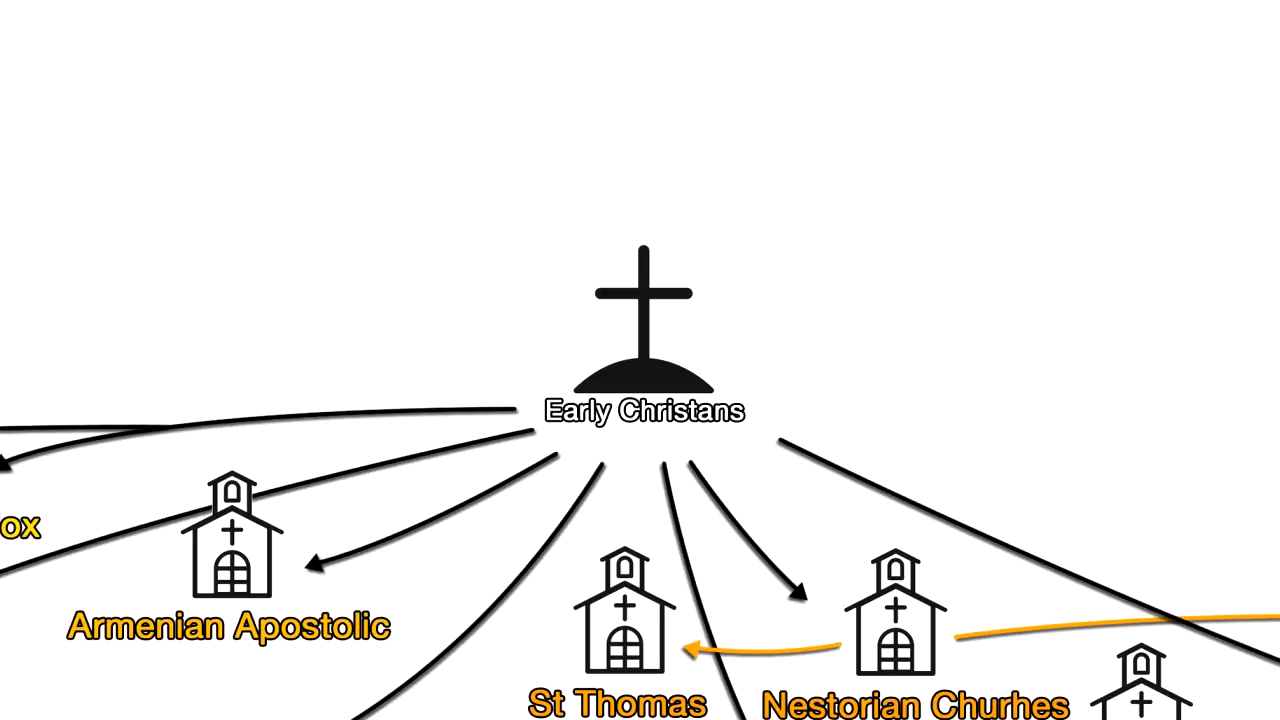 Early Christans
ox
Armenian Apostolic
St Thomas
Nestorian Churhes